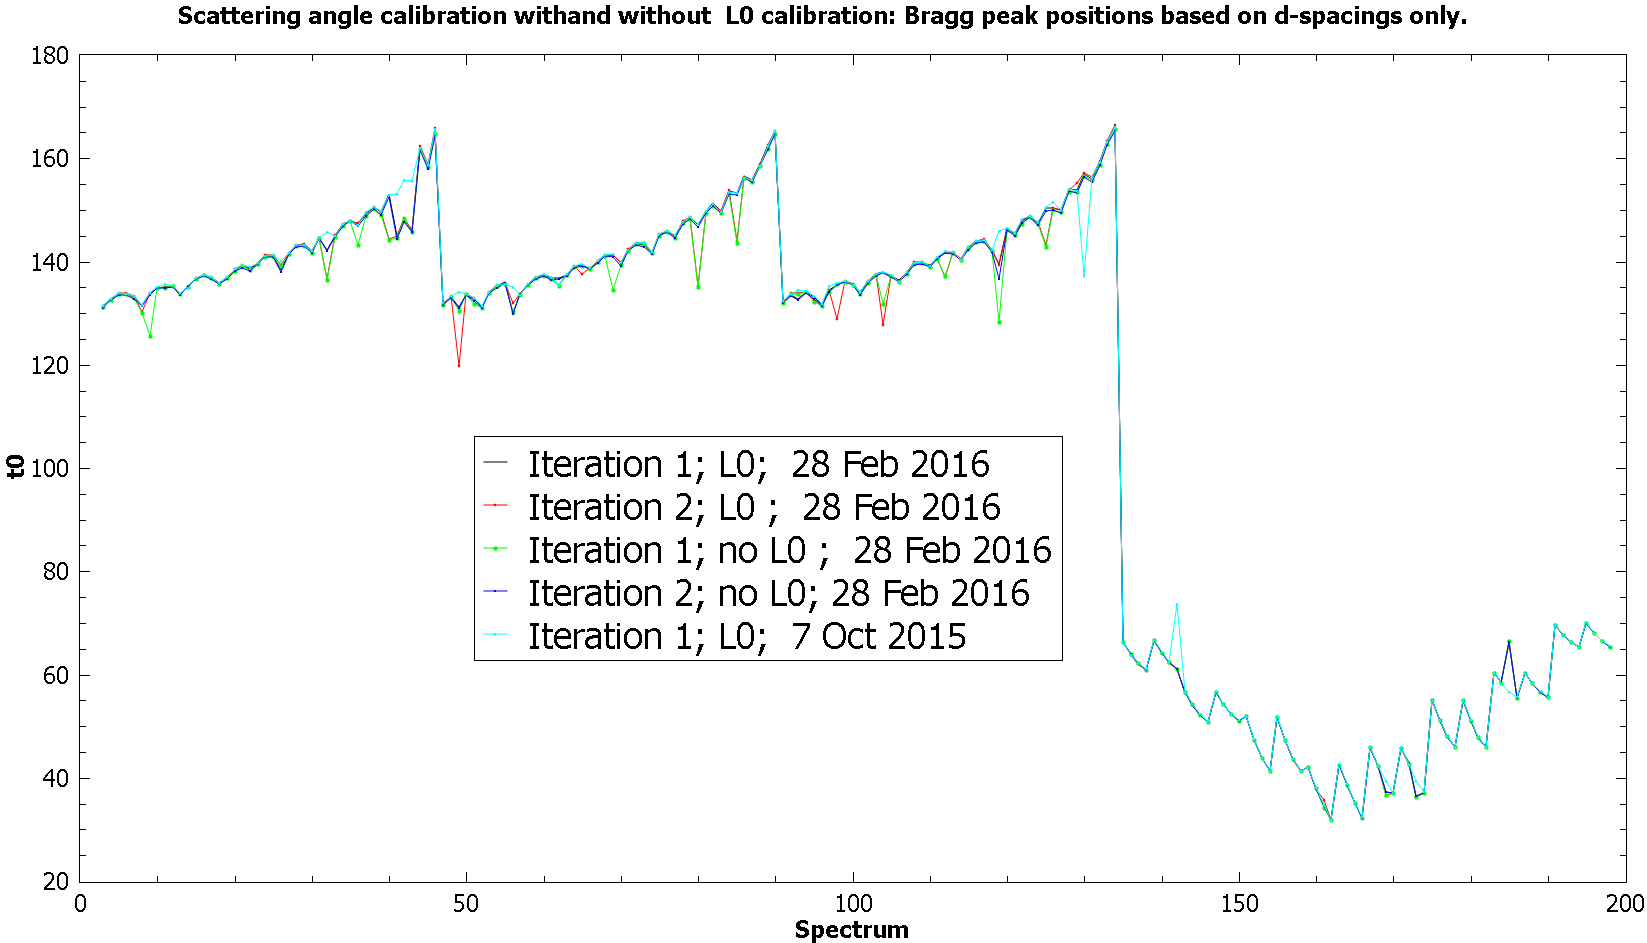 Scattering angle calibration withand without  L0 calibration: Bragg peak positions based on d-spacings only.
180
160
140
120
100
80
60
40
20
t0
Iteration 1; L0;  28 Feb 2016
Iteration 2; L0 ;  28 Feb 2016
Iteration 1; no L0 ;  28 Feb 2016
Iteration 2; no L0; 28 Feb 2016
Iteration 1; L0;  7 Oct 2015
0 50 100 150 200
Spectrum